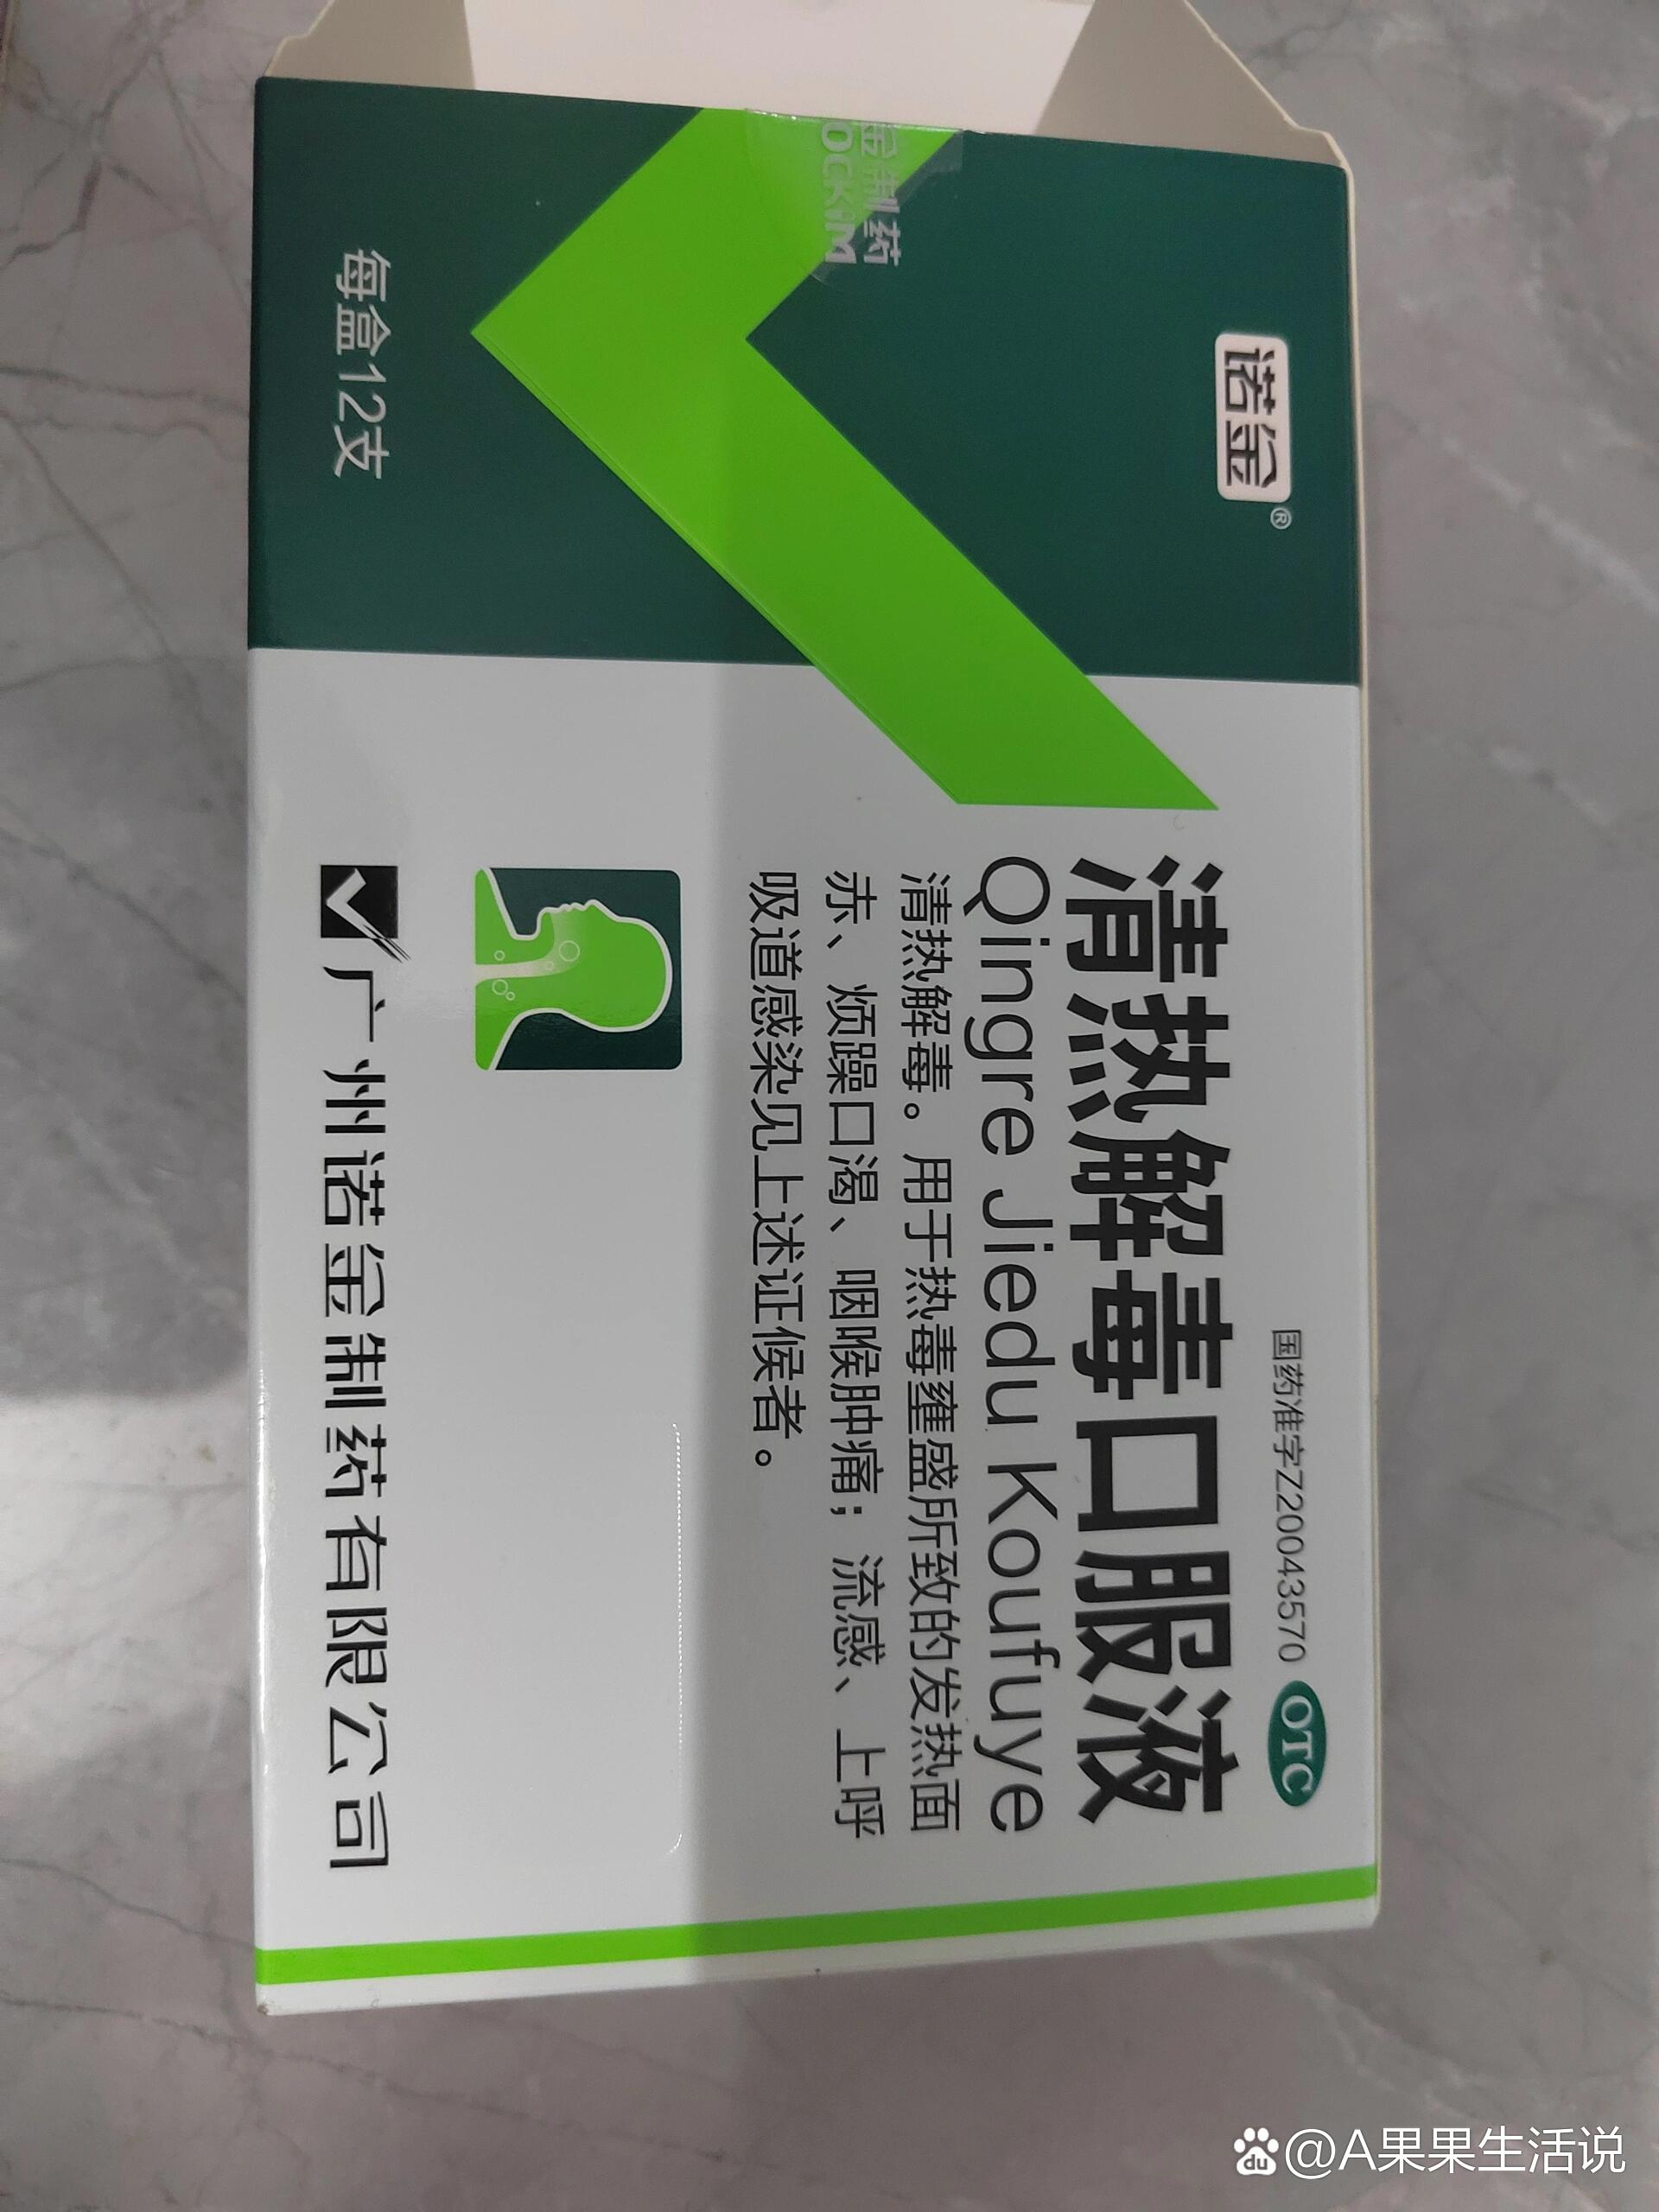 诺金®
国药准字Z20043570 OTC
清热解毒口服液
Qingre Jiedu Koufuye
清热解毒。用于热毒壅盛所致的发热面
赤、烦躁口渴、咽喉肿痛；流感、上呼
吸道感染见上述证候者。
每盒12支
广州诺金制药有限公司
金制药
OCKIM
du @A果果生活说